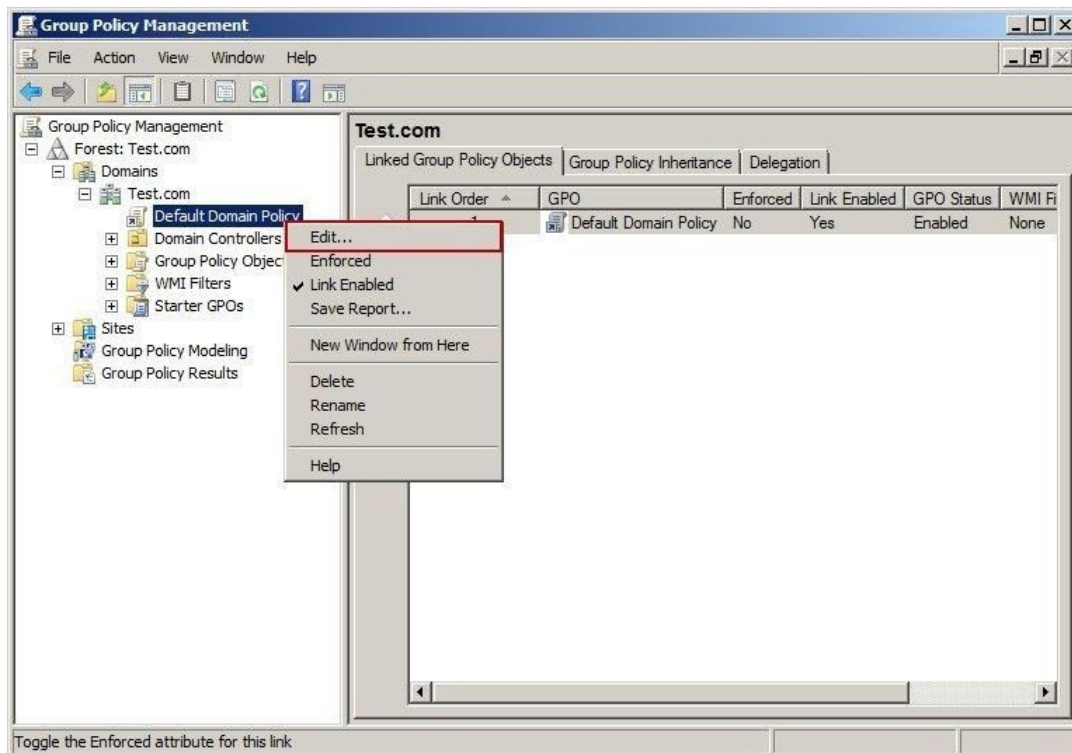 Group Policy Management
File Action View Window Help
Group Policy Management
Forest: Test.com
Domains
Test.com
Default Domain Policy
Domain Controllers
Group Policy Objec
WMI Filters
Starter GPOs
Sites
Group Policy Modeling
Group Policy Results
Edit...
Enforced
Link Enabled
Save Report...
New Window from Here
Delete
Rename
Refresh
Help
Test.com
Linked Group Policy Objects Group Policy Inheritance Delegation
Link Order GPO Enforced Link Enabled GPO Status WMI Fi
1 Default Domain Policy No Yes Enabled None
Toggle the Enforced attribute for this link